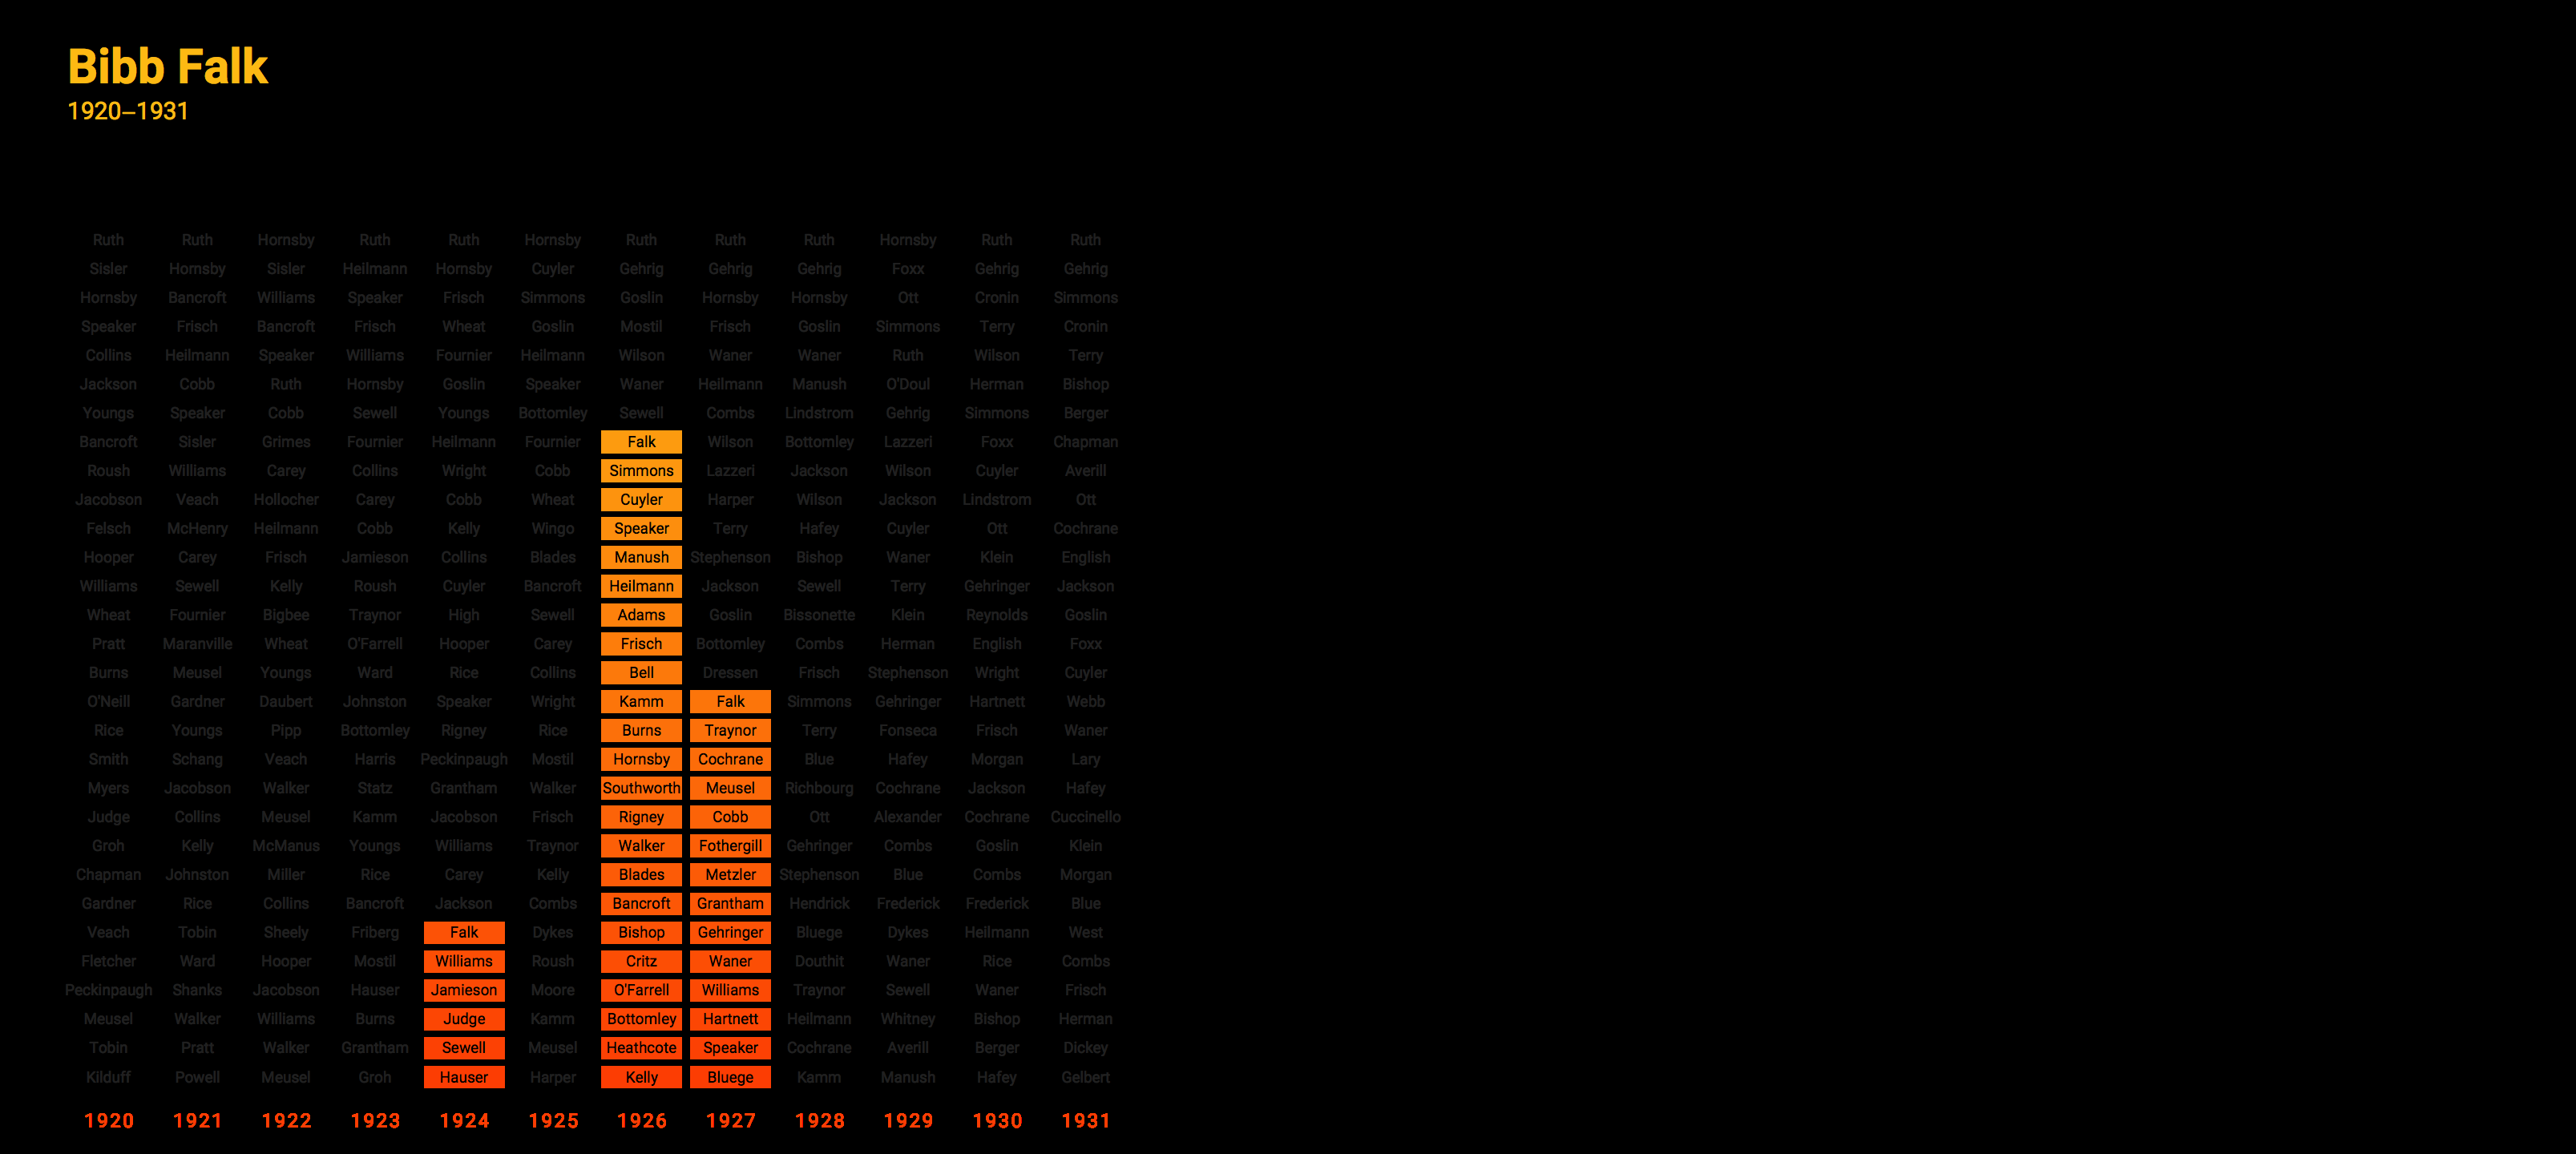 Bibb Falk
1920–1931
Ruth Ruth Hornsby Ruth Ruth Hornsby Ruth Ruth Ruth Hornsby Ruth Ruth
Sisler Hornsby Sisler Heilmann Hornsby Cuyler Gehrig Gehrig Gehrig Foxx Gehrig Gehrig
Hornsby Bancroft Williams Speaker Frisch Simmons Goslin Hornsby Hornsby Ott Cronin Simmons
Speaker Frisch Bancroft Frisch Wheat Goslin Mostil Frisch Goslin Simmons Terry Cronin
Collins Heilmann Speaker Williams Fournier Heilmann Wilson Waner Waner Ruth Wilson Terry
Jackson Cobb Ruth Hornsby Goslin Speaker Waner Heilmann Manush O'Doul Herman Bishop
Youngs Speaker Cobb Sewell Youngs Bottomley Sewell Combs Lindstrom Gehrig Simmons Berger
Bancroft Sisler Grimes Fournier Heilmann Fournier Falk Wilson Bottomley Lazzeri Foxx Chapman
Roush Williams Carey Collins Wright Cobb Simmons Lazzeri Jackson Wilson Cuyler Averill
Jacobson Veach Hollocher Carey Cobb Wheat Cuyler Harper Wilson Jackson Lindstrom Ott
Felsch McHenry Heilmann Cobb Kelly Wingo Speaker Terry Hafey Cuyler Ott Cochrane
Hooper Carey Frisch Jamieson Collins Blades Manush Stephenson Bishop Waner Klein English
Williams Sewell Kelly Roush Cuyler Bancroft Heilmann Jackson Sewell Terry Gehringer Jackson
Wheat Fournier Bigbee Traynor High Sewell Adams Goslin Bissonette Klein Reynolds Goslin
Pratt Maranville Wheat O'Farrell Hooper Carey Frisch Bottomley Combs Herman English Foxx
Burns Meusel Youngs Ward Rice Collins Bell Dressen Frisch Stephenson Wright Cuyler
O'Neill Gardner Daubert Johnston Speaker Wright Kamm Falk Simmons Gehringer Hartnett Webb
Rice Youngs Pipp Bottomley Rigney Rice Burns Traynor Terry Fonseca Frisch Waner
Smith Schang Veach Harris Peckinpaugh Mostil Hornsby Cochrane Blue Hafey Morgan Lary
Myers Jacobson Walker Statz Grantham Walker Southworth Meusel Richbourg Cochrane Jackson Hafey
Judge Collins Meusel Kamm Jacobson Frisch Rigney Cobb Ott Alexander Cochrane Cuccinello
Groh Kelly McManus Youngs Williams Traynor Walker Fothergill Gehringer Combs Goslin Klein
Chapman Johnston Miller Rice Carey Kelly Blades Metzler Stephenson Blue Combs Morgan
Gardner Rice Collins Bancroft Jackson Combs Bancroft Grantham Hendrick Frederick Frederick Blue
Veach Tobin Sheely Friberg Falk Dykes Bishop Gehringer Bluege Dykes Heilmann West
Fletcher Ward Hooper Mostil Williams Roush Critz Waner Douthit Waner Rice Combs
Peckinpaugh Shanks Jacobson Hauser Jamieson Moore O'Farrell Williams Traynor Sewell Waner Frisch
Meusel Walker Williams Burns Judge Kamm Bottomley Hartnett Heilmann Whitney Bishop Herman
Tobin Pratt Walker Grantham Sewell Meusel Heathcote Speaker Cochrane Averill Berger Dickey
Kilduff Powell Meusel Groh Hauser Harper Kelly Bluege Kamm Manush Hafey Gelbert
1920 1921 1922 1923 1924 1925 1926 1927 1928 1929 1930 1931